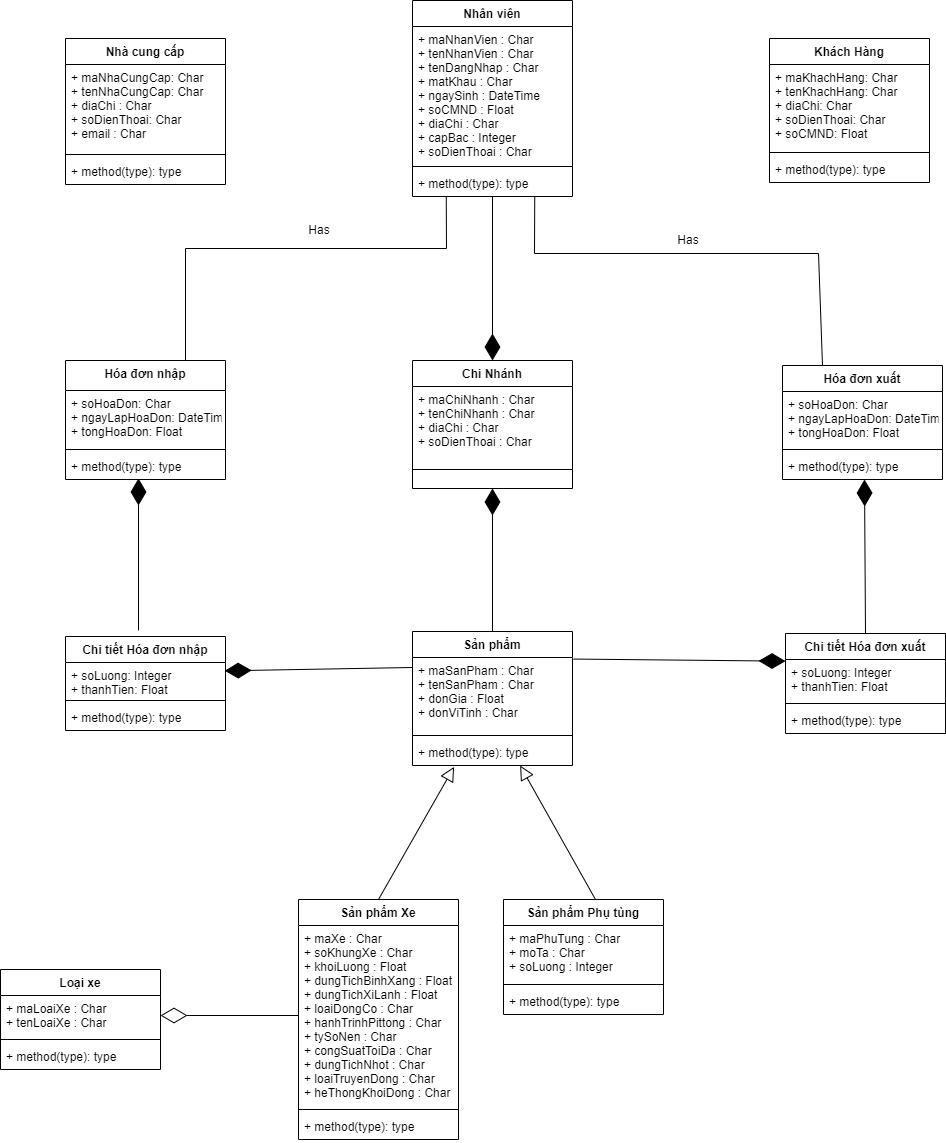 Nhân viên
+ maNhanVien : Char
+ tenNhanVien : Char
+ tenDangNhap : Char
+ matKhau : Char
+ ngaySinh : DateTime
+ soCMND : Float
+ diaChi : Char
+ capBac : Integer
+ soDienThoai : Char
+ method(type): type
Nhà cung cấp
+ maNhaCungCap: Char
+ tenNhaCungCap: Char
+ diaChi : Char
+ soDienThoai: Char
+ email : Char
+ method(type): type
Khách Hàng
+ maKhachHang: Char
+ tenKhachHang: Char
+ diaChi: Char
+ soDienThoai: Char
+ soCMND: Float
+ method(type): type
Has
Has
Hóa đơn nhập
+ soHoaDon: Char
+ ngayLapHoaDon: DateTim
+ tongHoaDon: Float
+ method(type): type
Chi Nhánh
+ maChiNhanh : Char
+ tenChiNhanh : Char
+ diaChi : Char
+ soDienThoai : Char
Hóa đơn xuất
+ soHoaDon: Char
+ ngayLapHoaDon: DateTim
+ tongHoaDon: Float
+ method(type): type
Chi tiết Hóa đơn nhập
+ soLuong: Integer
+ thanhTien: Float
+ method(type): type
Sản phẩm
+ maSanPham : Char
+ tenSanPham : Char
+ donGia : Float
+ donViTinh : Char
+ method(type): type
Chi tiết Hóa đơn xuất
+ soLuong: Integer
+ thanhTien: Float
+ method(type): type
Sản phẩm Xe
+ maXe : Char
+ soKhungXe : Char
+ khoiLuong : Float
+ dungTichBinhXang : Float
+ dungTichXiLanh : Float
+ loaiDongCo : Char
+ hanhTrinhPittong : Char
+ tySoNen : Char
+ congSuatToiDa : Char
+ dungTichNhot : Char
+ loaiTruyenDong : Char
+ heThongKhoiDong : Char
+ method(type): type
Sản phẩm Phụ tùng
+ maPhuTung : Char
+ moTa : Char
+ soLuong : Integer
+ method(type): type
Loại xe
+ maLoaiXe : Char
+ tenLoaiXe : Char
+ method(type): type